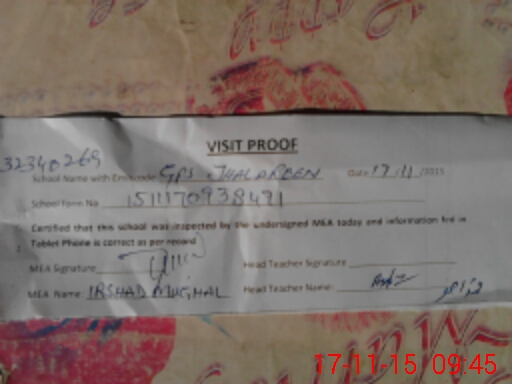 VISIT PROOF
32340269
School Name with Emiscode GPS JHALAREEN Date 17/11/2015
School Form No 1511170938491
Certified that this school was inspected by the undersigned MEA today and information fed in
Tablet Phone is correct as per record
MEA Signature Head Teacher Signature
MEA Name: IRSHAD MUGHAL Head Teacher Name:
17-11-15 09:45